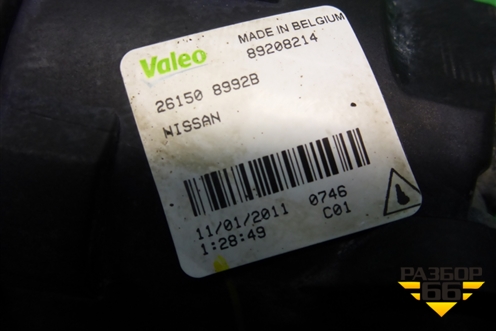 Valeo
MADE IN BELGIUM
89208214
26150 8992B
NISSAN
11/01/2011 0746
1:28:49 C01
РАЗБОР
66